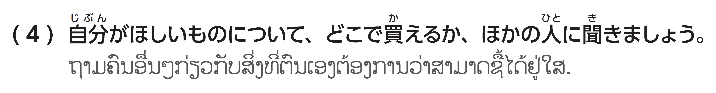 (4) 自分がほしいものについて、どこで買えるか、ほかの人に聞きましょう。
ຖາມຄົນອື່ນໆກ່ຽວກັບສິ່ງທີ່ຕົນເອງຕ້ອງການວ່າສາມາດຊື້ໄດ້ຢູ່ໃສ.